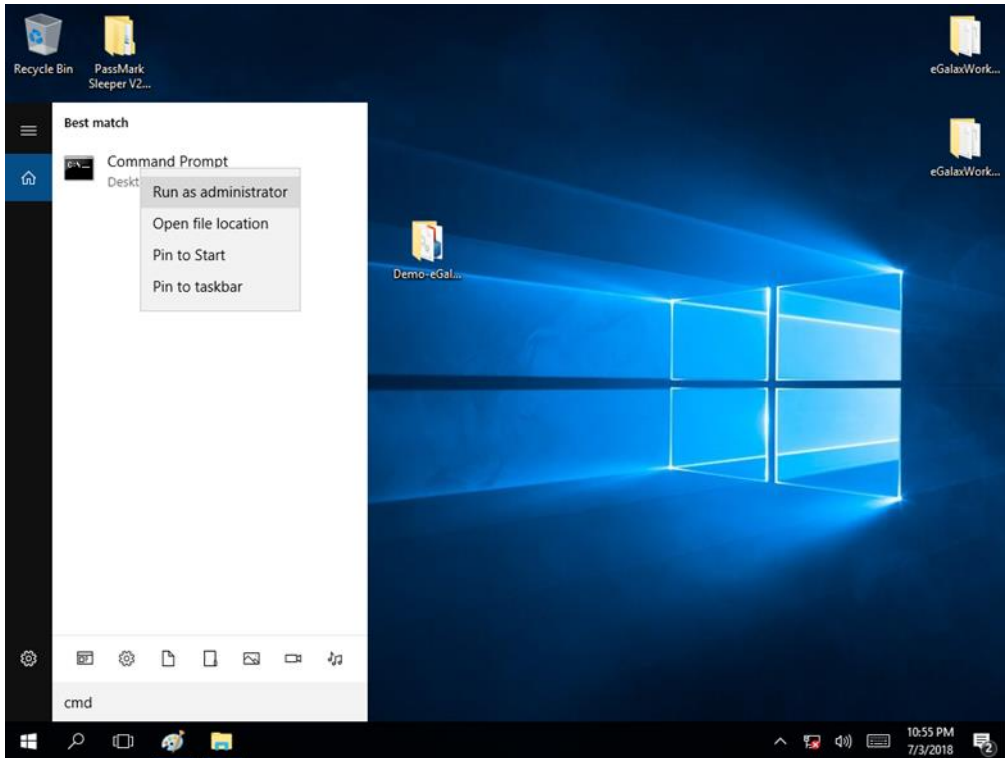 Recycle Bin
PassMark
Sleeper V2...
eGalaxWork...
eGalaxWork...
Demo-eGal...
Best match
Command Prompt
Deskt
Run as administrator
Open file location
Pin to Start
Pin to taskbar
cmd
10:55 PM
7/3/2018
2